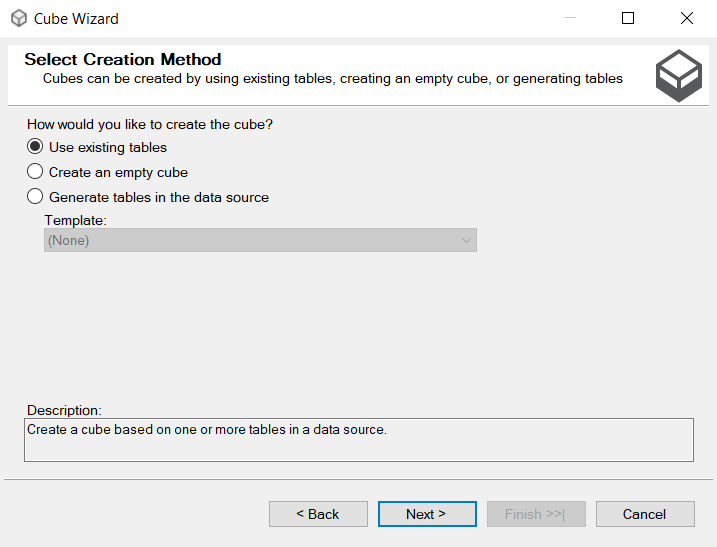 Cube Wizard
Select Creation Method
Cubes can be created by using existing tables, creating an empty cube, or generating tables
How would you like to create the cube?
Use existing tables
Create an empty cube
Generate tables in the data source
Template:
(None)
Description:
Create a cube based on one or more tables in a data source.
< Back
Next >
Finish >>|
Cancel